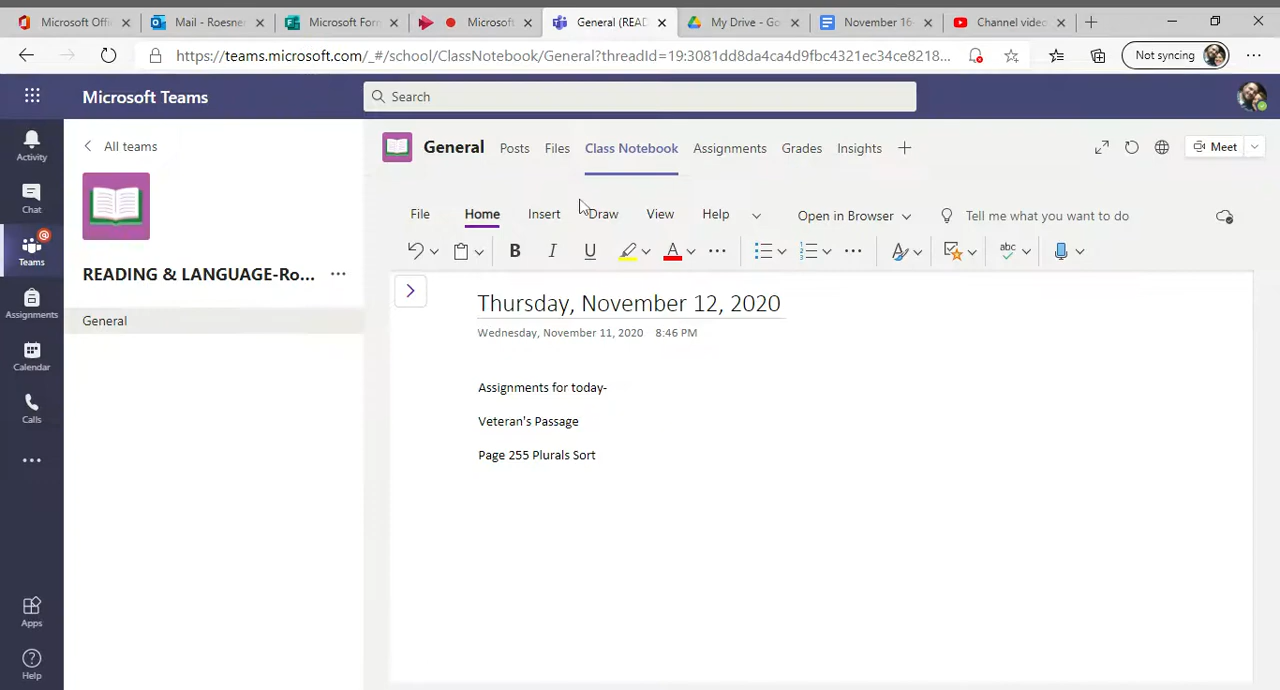 Microsoft Offi
Mail - Roesne
Microsoft For
Microsof
General (READ
My Drive - Go
November 16
Channel video
https://teams.microsoft.com/_#/school/ClassNotebook/General?threadId=19:3081dd8da4ca4d9fbc4321ec34ce8218...
Not syncing
Microsoft Teams
Search
Activity
Chat
Teams
Assignments
Calendar
Calls
Apps
Help
All teams
READING & LANGUAGE-Ro...
General
General
Posts
Files
Class Notebook
Assignments
Grades
Insights
Meet
File
Home
Insert
Draw
View
Help
Open in Browser
Tell me what you want to do
B
I
U
A
abc
Thursday, November 12, 2020
Wednesday, November 11, 2020 8:46 PM
Assignments for today-
Veteran's Passage
Page 255 Plurals Sort